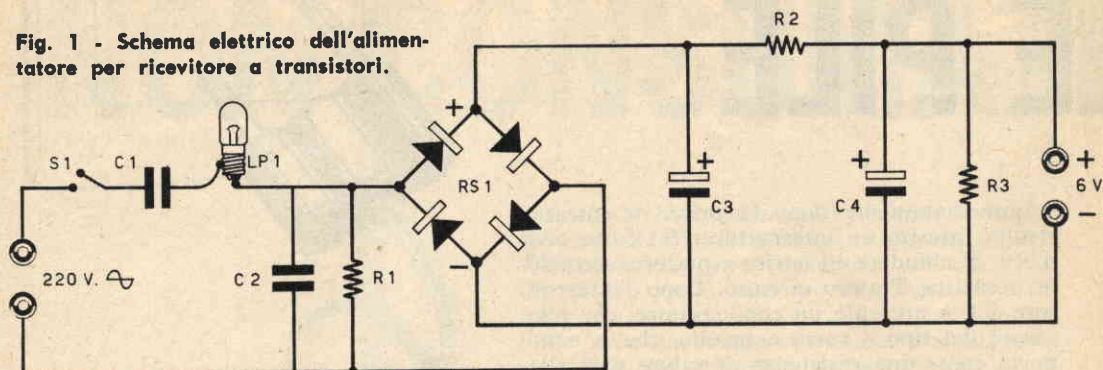 Fig. 1 - Schema elettrico dell'alimen-
tatore per ricevitore a transistori.
R2
S1
C1
LP1
+
RS1
-
+
C3
+
C4
R3
+
6V
-
220 V.
C2
R1